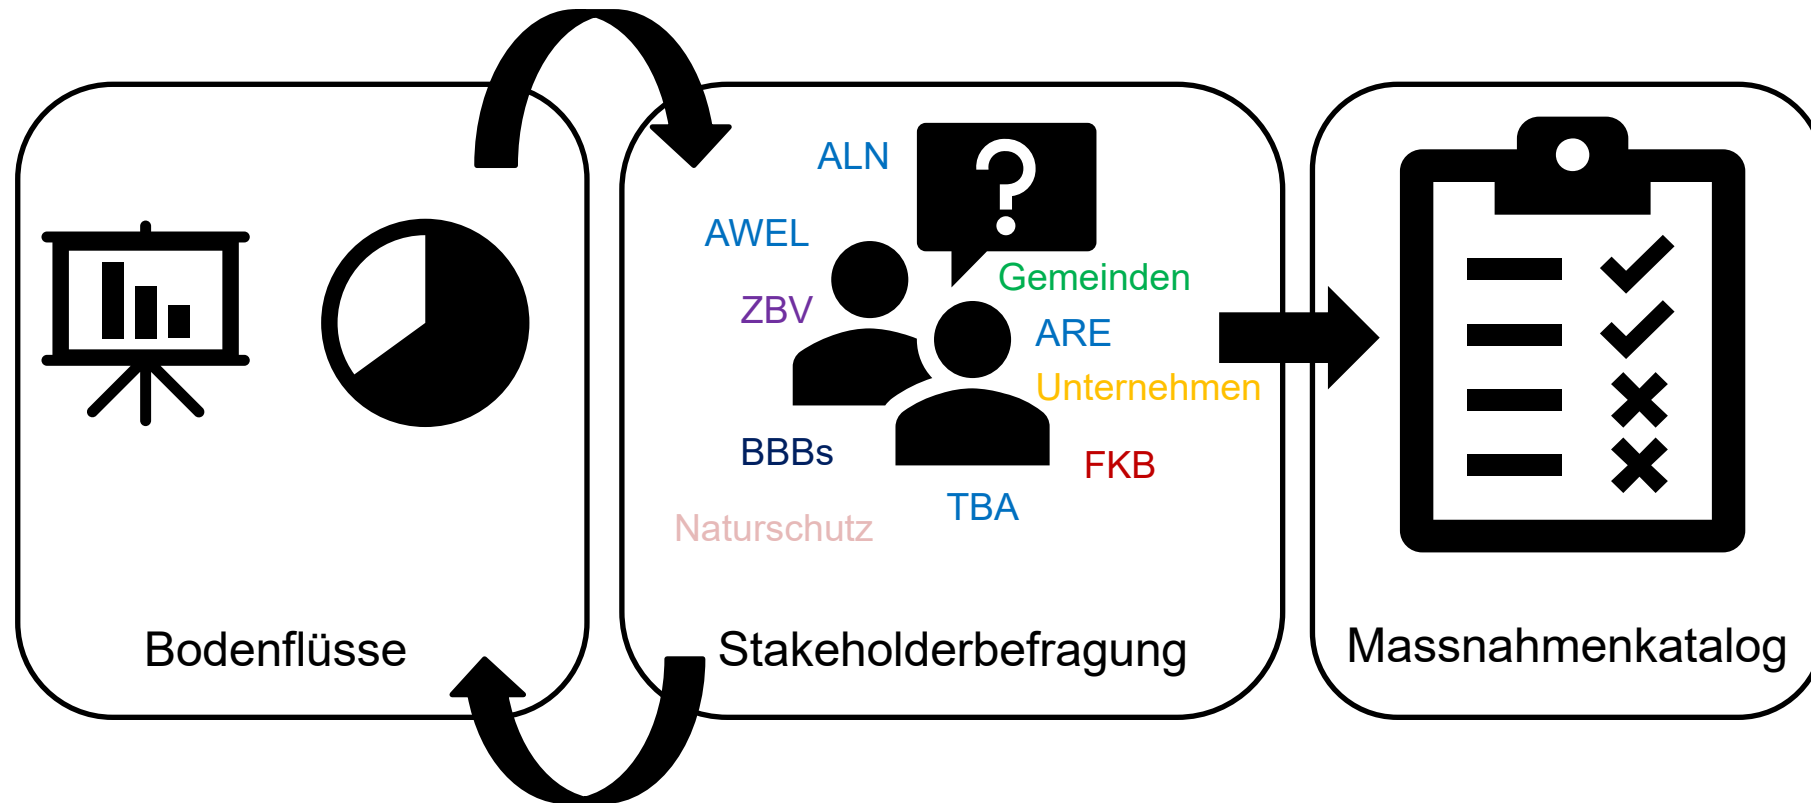 ALN
AWEL
Gemeinden
ZBV
ARE
Unternehmen
BBBs
FKB
TBA
Naturschutz
Bodenflüsse
Stakeholderbefragung
Massnahmenkatalog
?